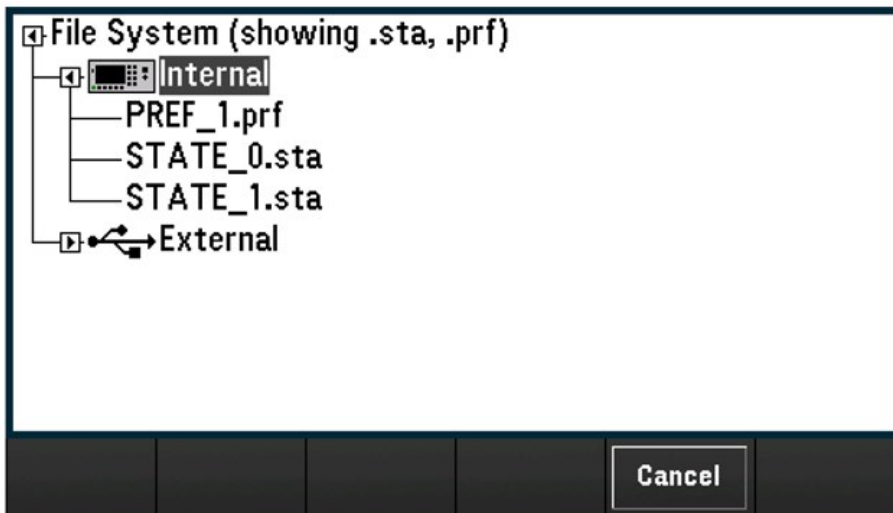 File System (showing .sta, .prf)
Internal
PREF_1.prf
STATE_0.sta
STATE_1.sta
External
Cancel